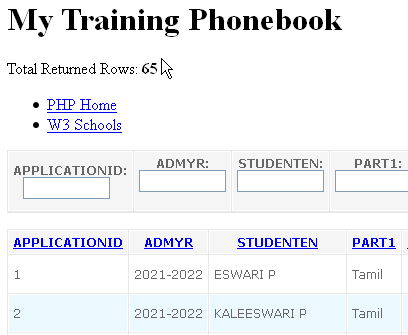 My Training Phonebook
Total Returned Rows: 65
PHP Home
W3 Schools
APPLICATIONID: ADMYR: STUDENTEN: PART1:
APPLICATIONID ADMYR STUDENTEN PART1
1 2021-2022 ESWARI P Tamil
2 2021-2022 KALEESWARI P Tamil